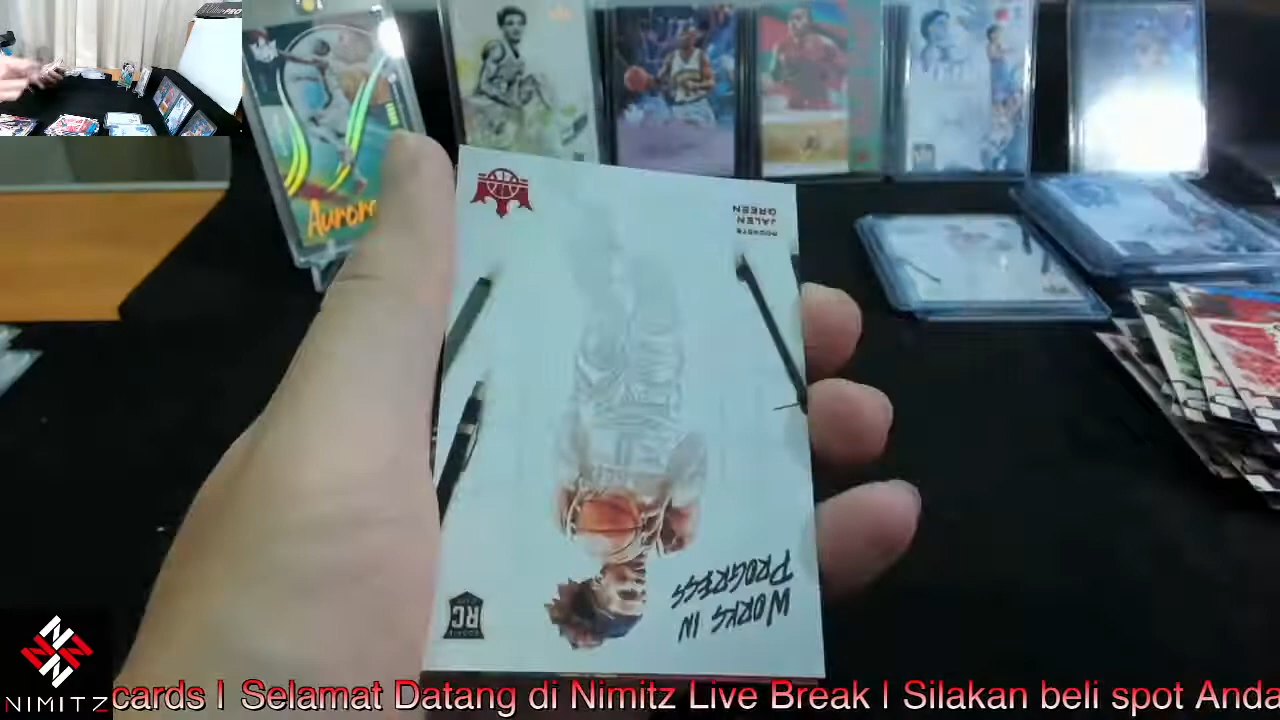 Aurora
ROCKETS
JALEN
GREEN
WORKS IN
PROGRESS
RC
NIMITZ
cards | Selamat Datang di Nimitz Live Break | Silakan beli spot Anda